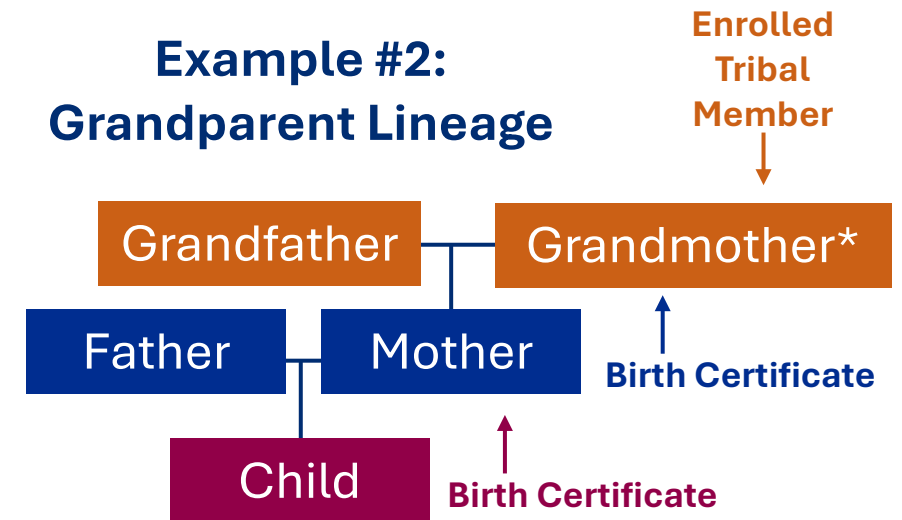 Example #2:
Grandparent Lineage
Enrolled
Tribal
Member
Grandfather
Grandmother*
Father
Mother
Birth Certificate
Child
Birth Certificate